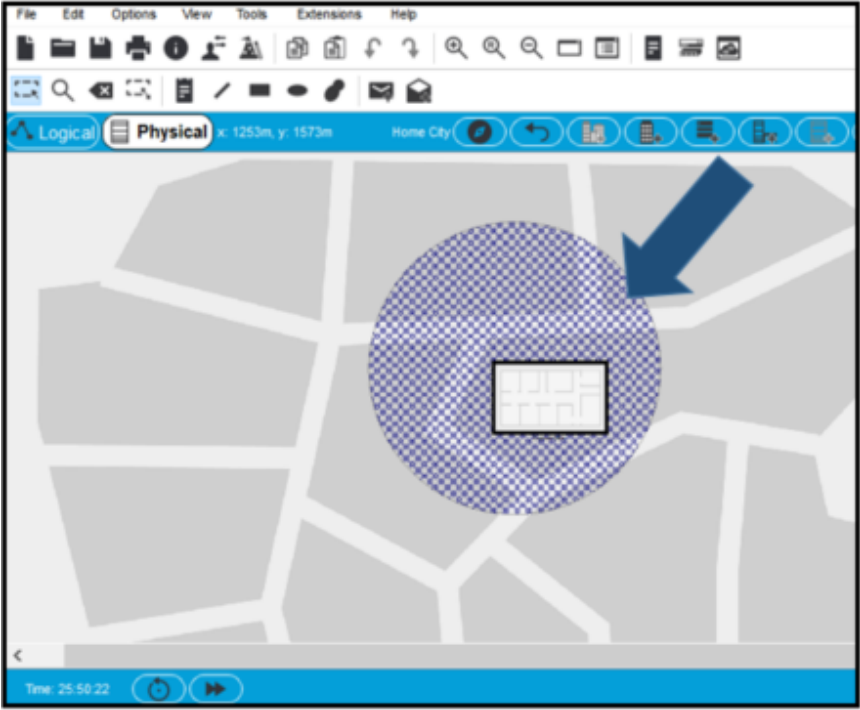 File Edit Options View Tools Extensions Help
Logical Physical x: 1253m, y: 1573m Home City
Time: 25:50:22